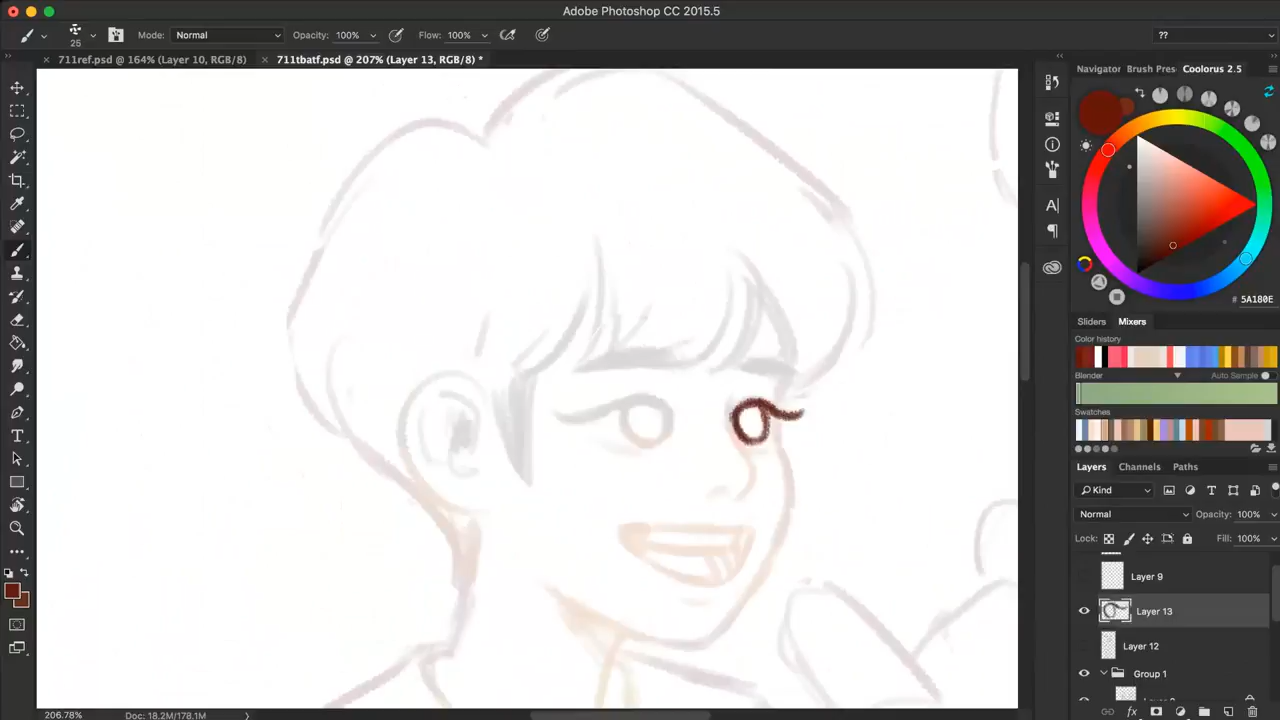 Adobe Photoshop CC 2015.5
25
Mode: Normal
Opacity: 100%
Flow: 100%
??
711ref.psd @ 164% (Layer 10, RGB/8)
711tbatf.psd @ 207% (Layer 13, RGB/8) *
Navigator
Brush Pres
Coolorus 2.5
# 5A180E
Sliders
Mixers
Color history
Blender
Auto Sample
Swatches
Layers
Channels
Paths
Kind
Normal
Opacity: 100%
Lock:
Fill: 100%
Layer 9
Layer 13
Layer 12
Group 1
206.78%
Doc: 18.2M/178.1M